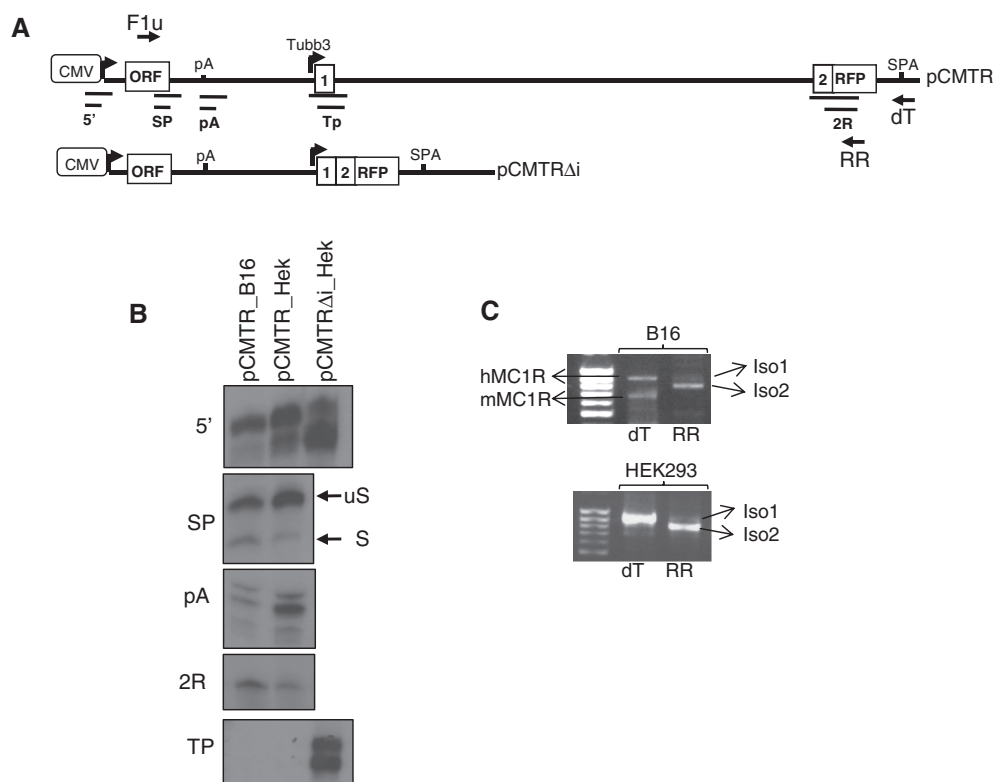 A
F1u
CMV
ORF
pA
Tubb3
1
2
RFP
SPA
pCMTR
5'
SP
pA
Tp
2R
dT
RR
CMV
ORF
pA
1
2
RFP
SPA
pCMTRΔi
B
pCMTR_B16
pCMTR_Hek
pCMTRΔi_Hek
5'
SP
uS
S
pA
2R
TP
C
B16
hMC1R
mMC1R
Iso1
Iso2
dT
RR
HEK293
Iso1
Iso2
dT
RR